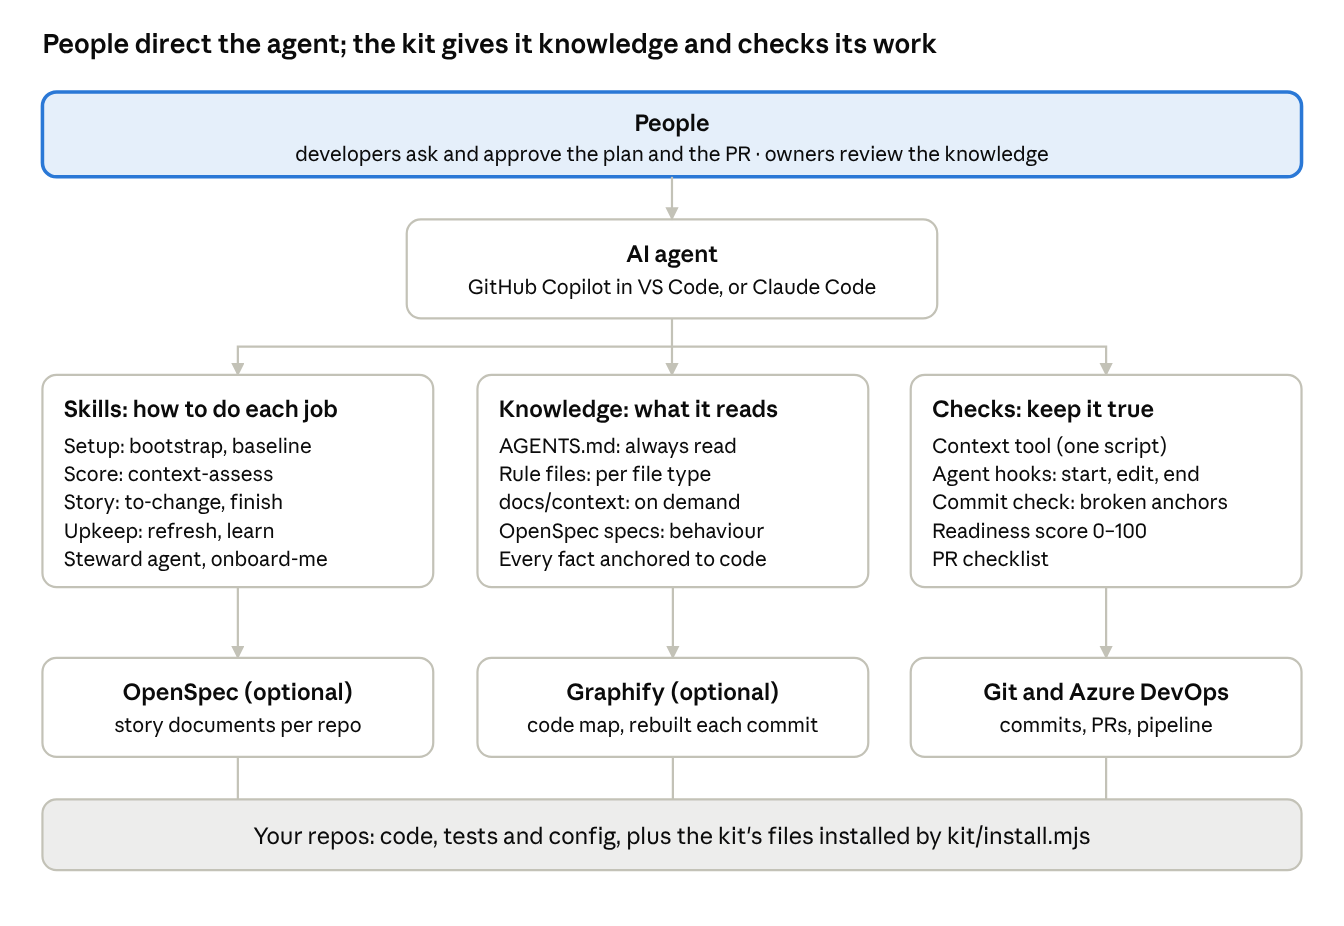 People direct the agent; the kit gives it knowledge and checks its work
People
developers ask and approve the plan and the PR · owners review the knowledge
AI agent
GitHub Copilot in VS Code, or Claude Code
Skills: how to do each job
Setup: bootstrap, baseline
Score: context-assess
Story: to-change, finish
Upkeep: refresh, learn
Steward agent, onboard-me
Knowledge: what it reads
AGENTS.md: always read
Rule files: per file type
docs/context: on demand
OpenSpec specs: behaviour
Every fact anchored to code
Checks: keep it true
Context tool (one script)
Agent hooks: start, edit, end
Commit check: broken anchors
Readiness score 0–100
PR checklist
OpenSpec (optional)
story documents per repo
Graphify (optional)
code map, rebuilt each commit
Git and Azure DevOps
commits, PRs, pipeline
Your repos: code, tests and config, plus the kit's files installed by kit/install.mjs